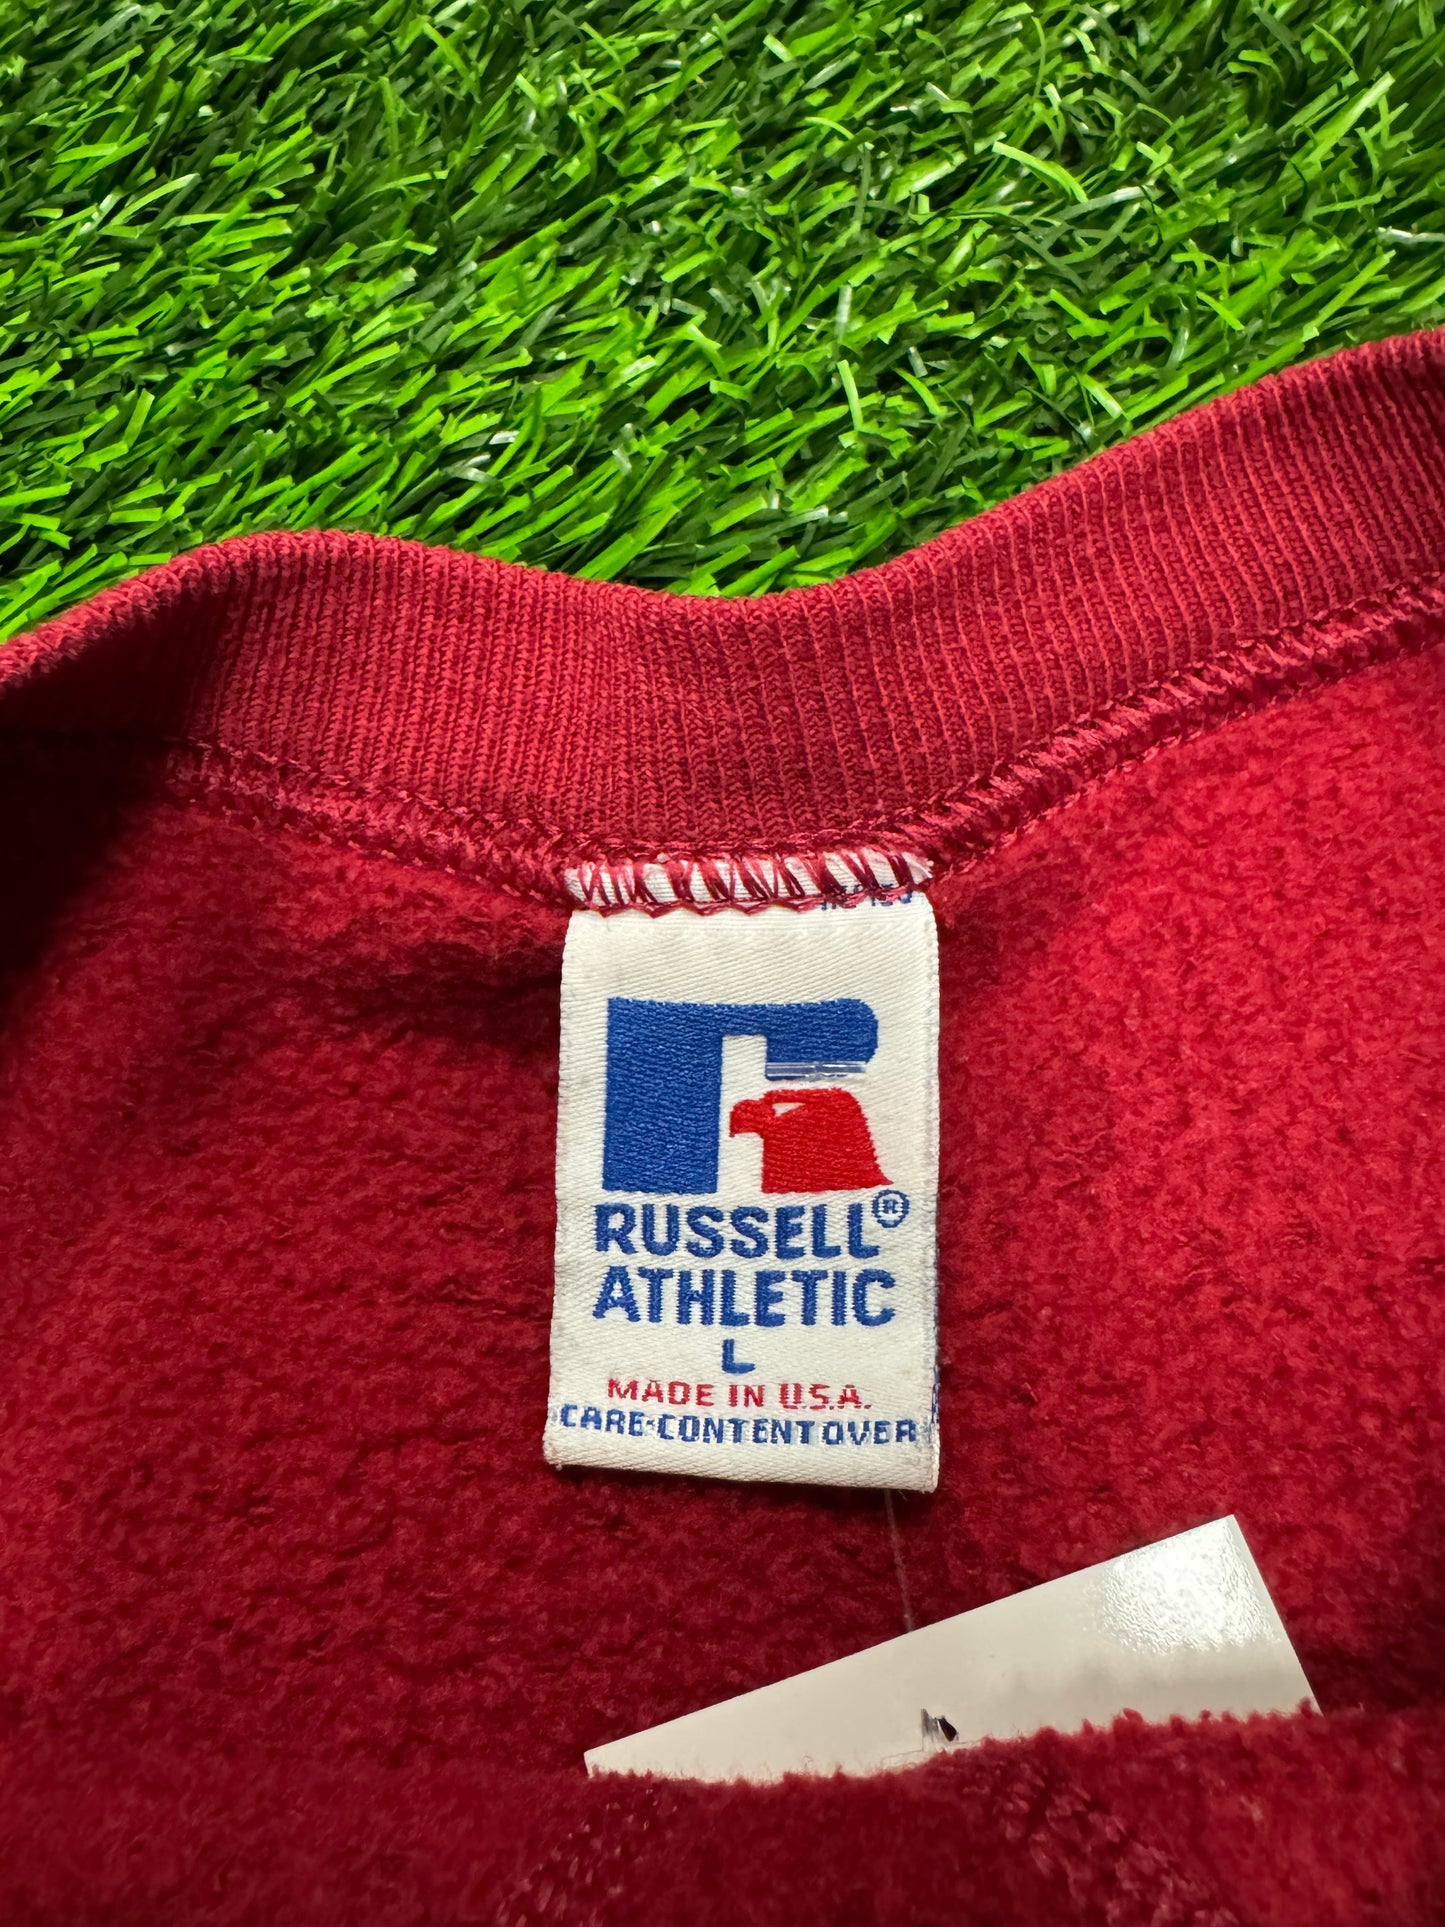 RUSSELL®
ATHLETIC
L
MADE IN U.S.A.
CARE·CONTENT OVER